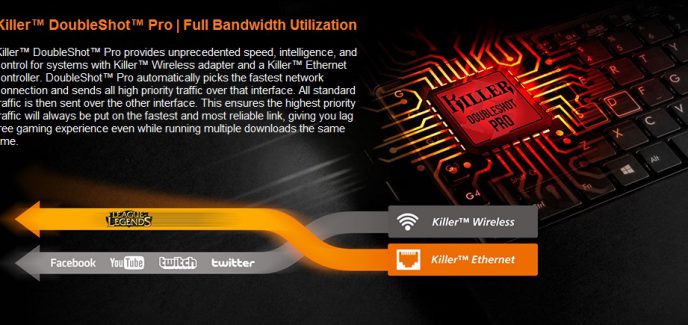 Killer™ DoubleShot™ Pro | Full Bandwidth Utilization
Killer™ DoubleShot™ Pro provides unprecedented speed, intelligence, and
control for systems with Killer™ Wireless adapter and a Killer™ Ethernet
controller. DoubleShot™ Pro automatically picks the fastest network
connection and sends all high priority traffic over that interface. All standard
traffic is then sent over the other interface. This ensures the highest priority
traffic will always be put on the fastest and most reliable link, giving you lag
free gaming experience even while running multiple downloads the same
time.
KILLER
DOUBLESHOT
PRO
G4
Alt
Fn
Ctrl
LEAGUE of LEGENDS
Killer™ Wireless
Facebook YouTube twitch twitter
Killer™ Ethernet